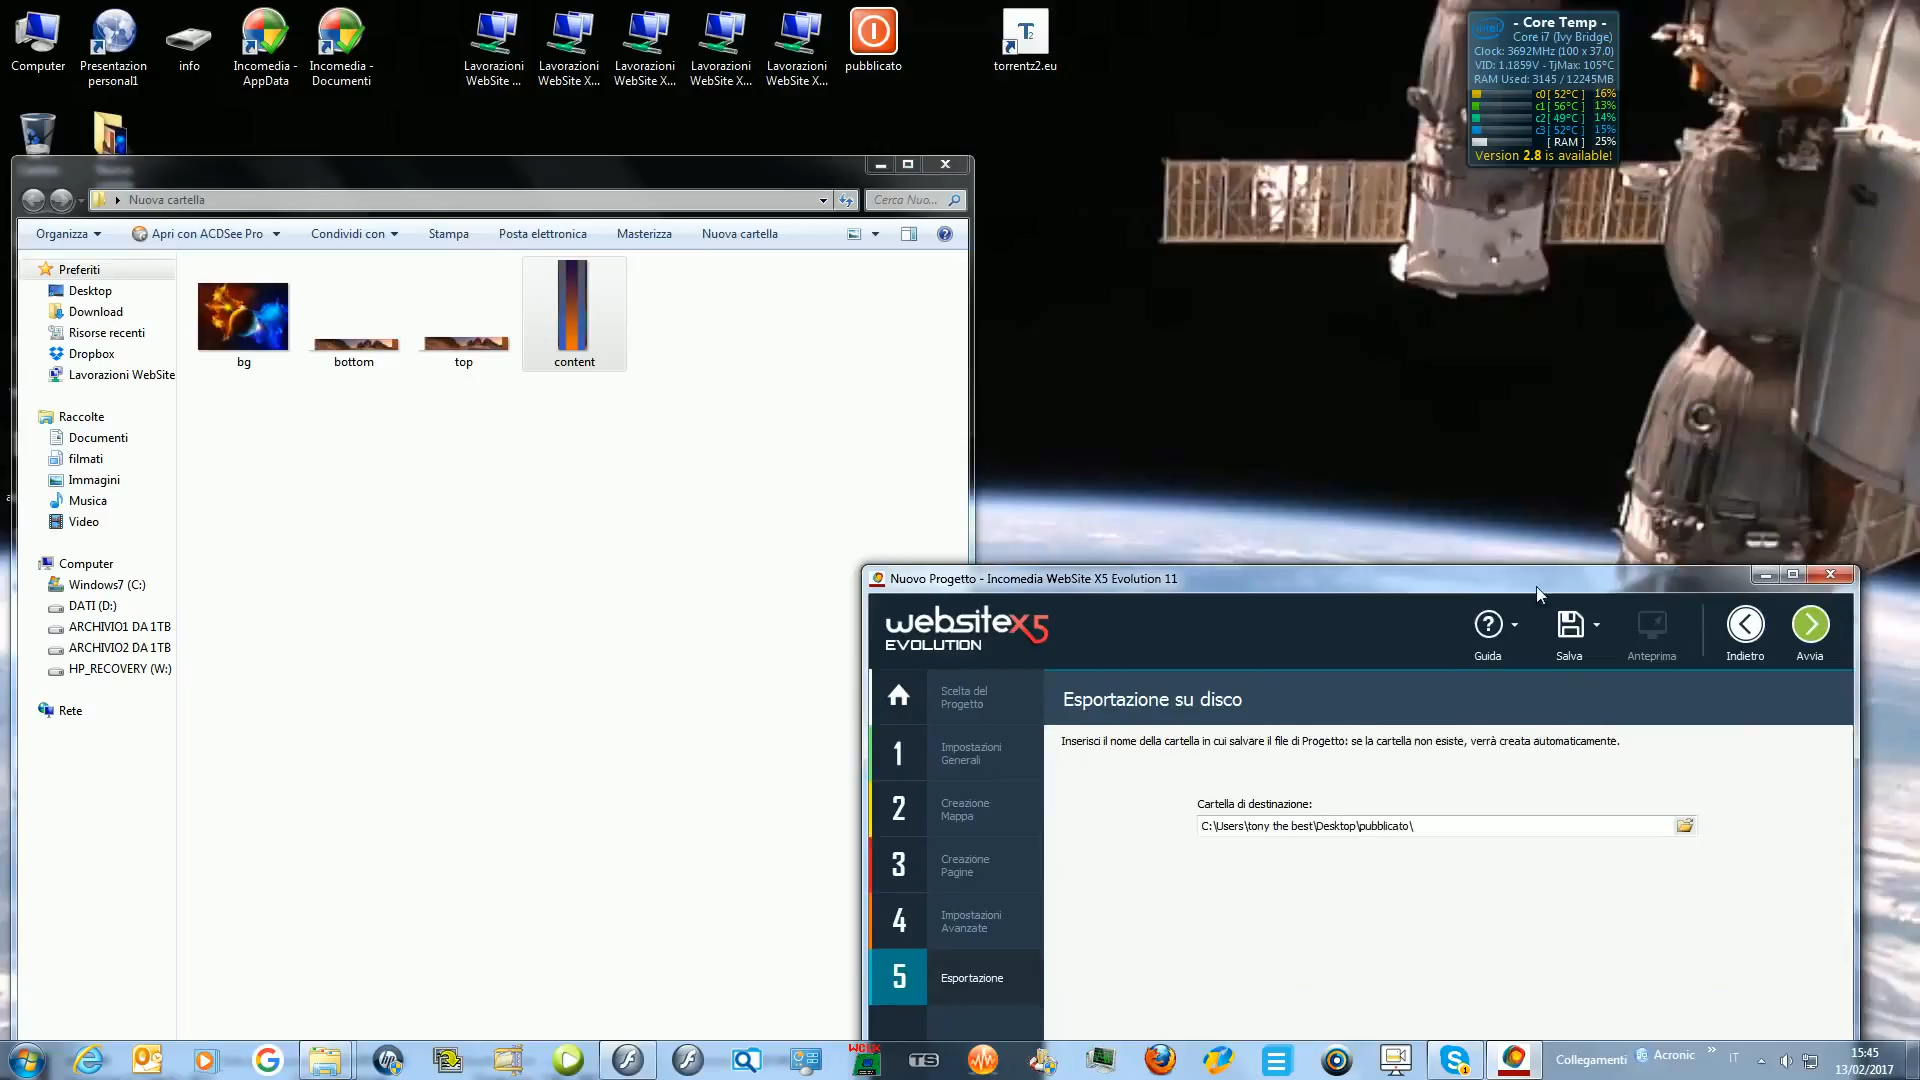 Computer
Presentazion
personal1
info
Incomedia -
AppData
Incomedia -
Documenti
Lavorazioni
WebSite ...
Lavorazioni
WebSite X...
Lavorazioni
WebSite X...
Lavorazioni
WebSite X...
Lavorazioni
WebSite X...
pubblicato
T2
torrentz2.eu
- Core Temp -
Core i7 (Ivy Bridge)
Clock: 3692MHz (100 x 37.0)
VID: 1.1859V - TjMax: 105°C
RAM Used: 3145 / 12245MB
c0[ 52°C ] 16%
c1[ 56°C ] 13%
c2[ 49°C ] 14%
c3[ 52°C ] 15%
[ RAM ] 25%
Version 2.8 is available!
Nuova cartella
Cerca Nuo...
Organizza
Apri con ACDSee Pro
Condividi con
Stampa
Posta elettronica
Masterizza
Nuova cartella
Preferiti
Desktop
Download
Risorse recenti
Dropbox
Lavorazioni WebSite
Raccolte
Documenti
filmati
Immagini
Musica
Video
Computer
Windows7 (C:)
DATI (D:)
ARCHIVIO1 DA 1TB
ARCHIVIO2 DA 1TB
HP_RECOVERY (W:)
Rete
bg
bottom
top
content
Nuovo Progetto - Incomedia WebSite X5 Evolution 11
websitex5
EVOLUTION
Guida
Salva
Anteprima
Indietro
Avvia
Scelta del
Progetto
1
Impostazioni
Generali
2
Creazione
Mappa
3
Creazione
Pagine
4
Impostazioni
Avanzate
5
Esportazione
Esportazione su disco
Inserisci il nome della cartella in cui salvare il file di Progetto: se la cartella non esiste, verrà creata automaticamente.
Cartella di destinazione:
C:\Users\tony the best\Desktop\pubblicato\
TS
Collegamenti
Acronic
»
IT
15:45
13/02/2017